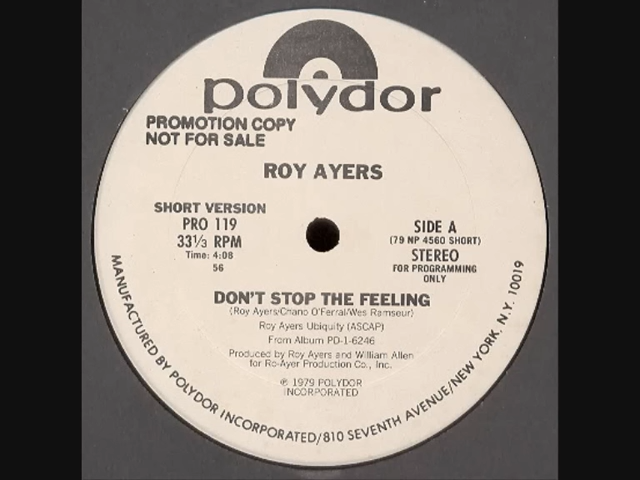 polydor
PROMOTION COPY
NOT FOR SALE
ROY AYERS
SHORT VERSION
PRO 119
33⅓ RPM
Time: 4:08
56
SIDE A
(79 NP 4560 SHORT)
STEREO
FOR PROGRAMMING
ONLY
DON'T STOP THE FEELING
(Roy Ayers/Chano O'Ferral/Wes Ramseur)
Roy Ayers Ubiquity (ASCAP)
From Album PD-1-6246
Produced by Roy Ayers and William Allen
for Ro-Ayer Production Co., Inc.
℗ 1979 POLYDOR
INCORPORATED
MANUFACTURED BY POLYDOR INCORPORATED/810 SEVENTH AVENUE/NEW YORK, N.Y. 10019